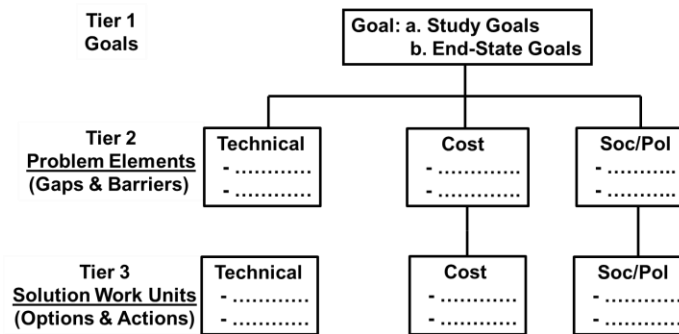 Tier 1
Goals
Goal: a. Study Goals
b. End-State Goals
Tier 2
Problem Elements
(Gaps & Barriers)
Technical
- ............
- ............
Cost
- ............
- ............
Soc/Pol
- ...........
- ...........
Tier 3
Solution Work Units
(Options & Actions)
Technical
- ............
- ............
Cost
- ............
- ............
Soc/Pol
- ............
- ............